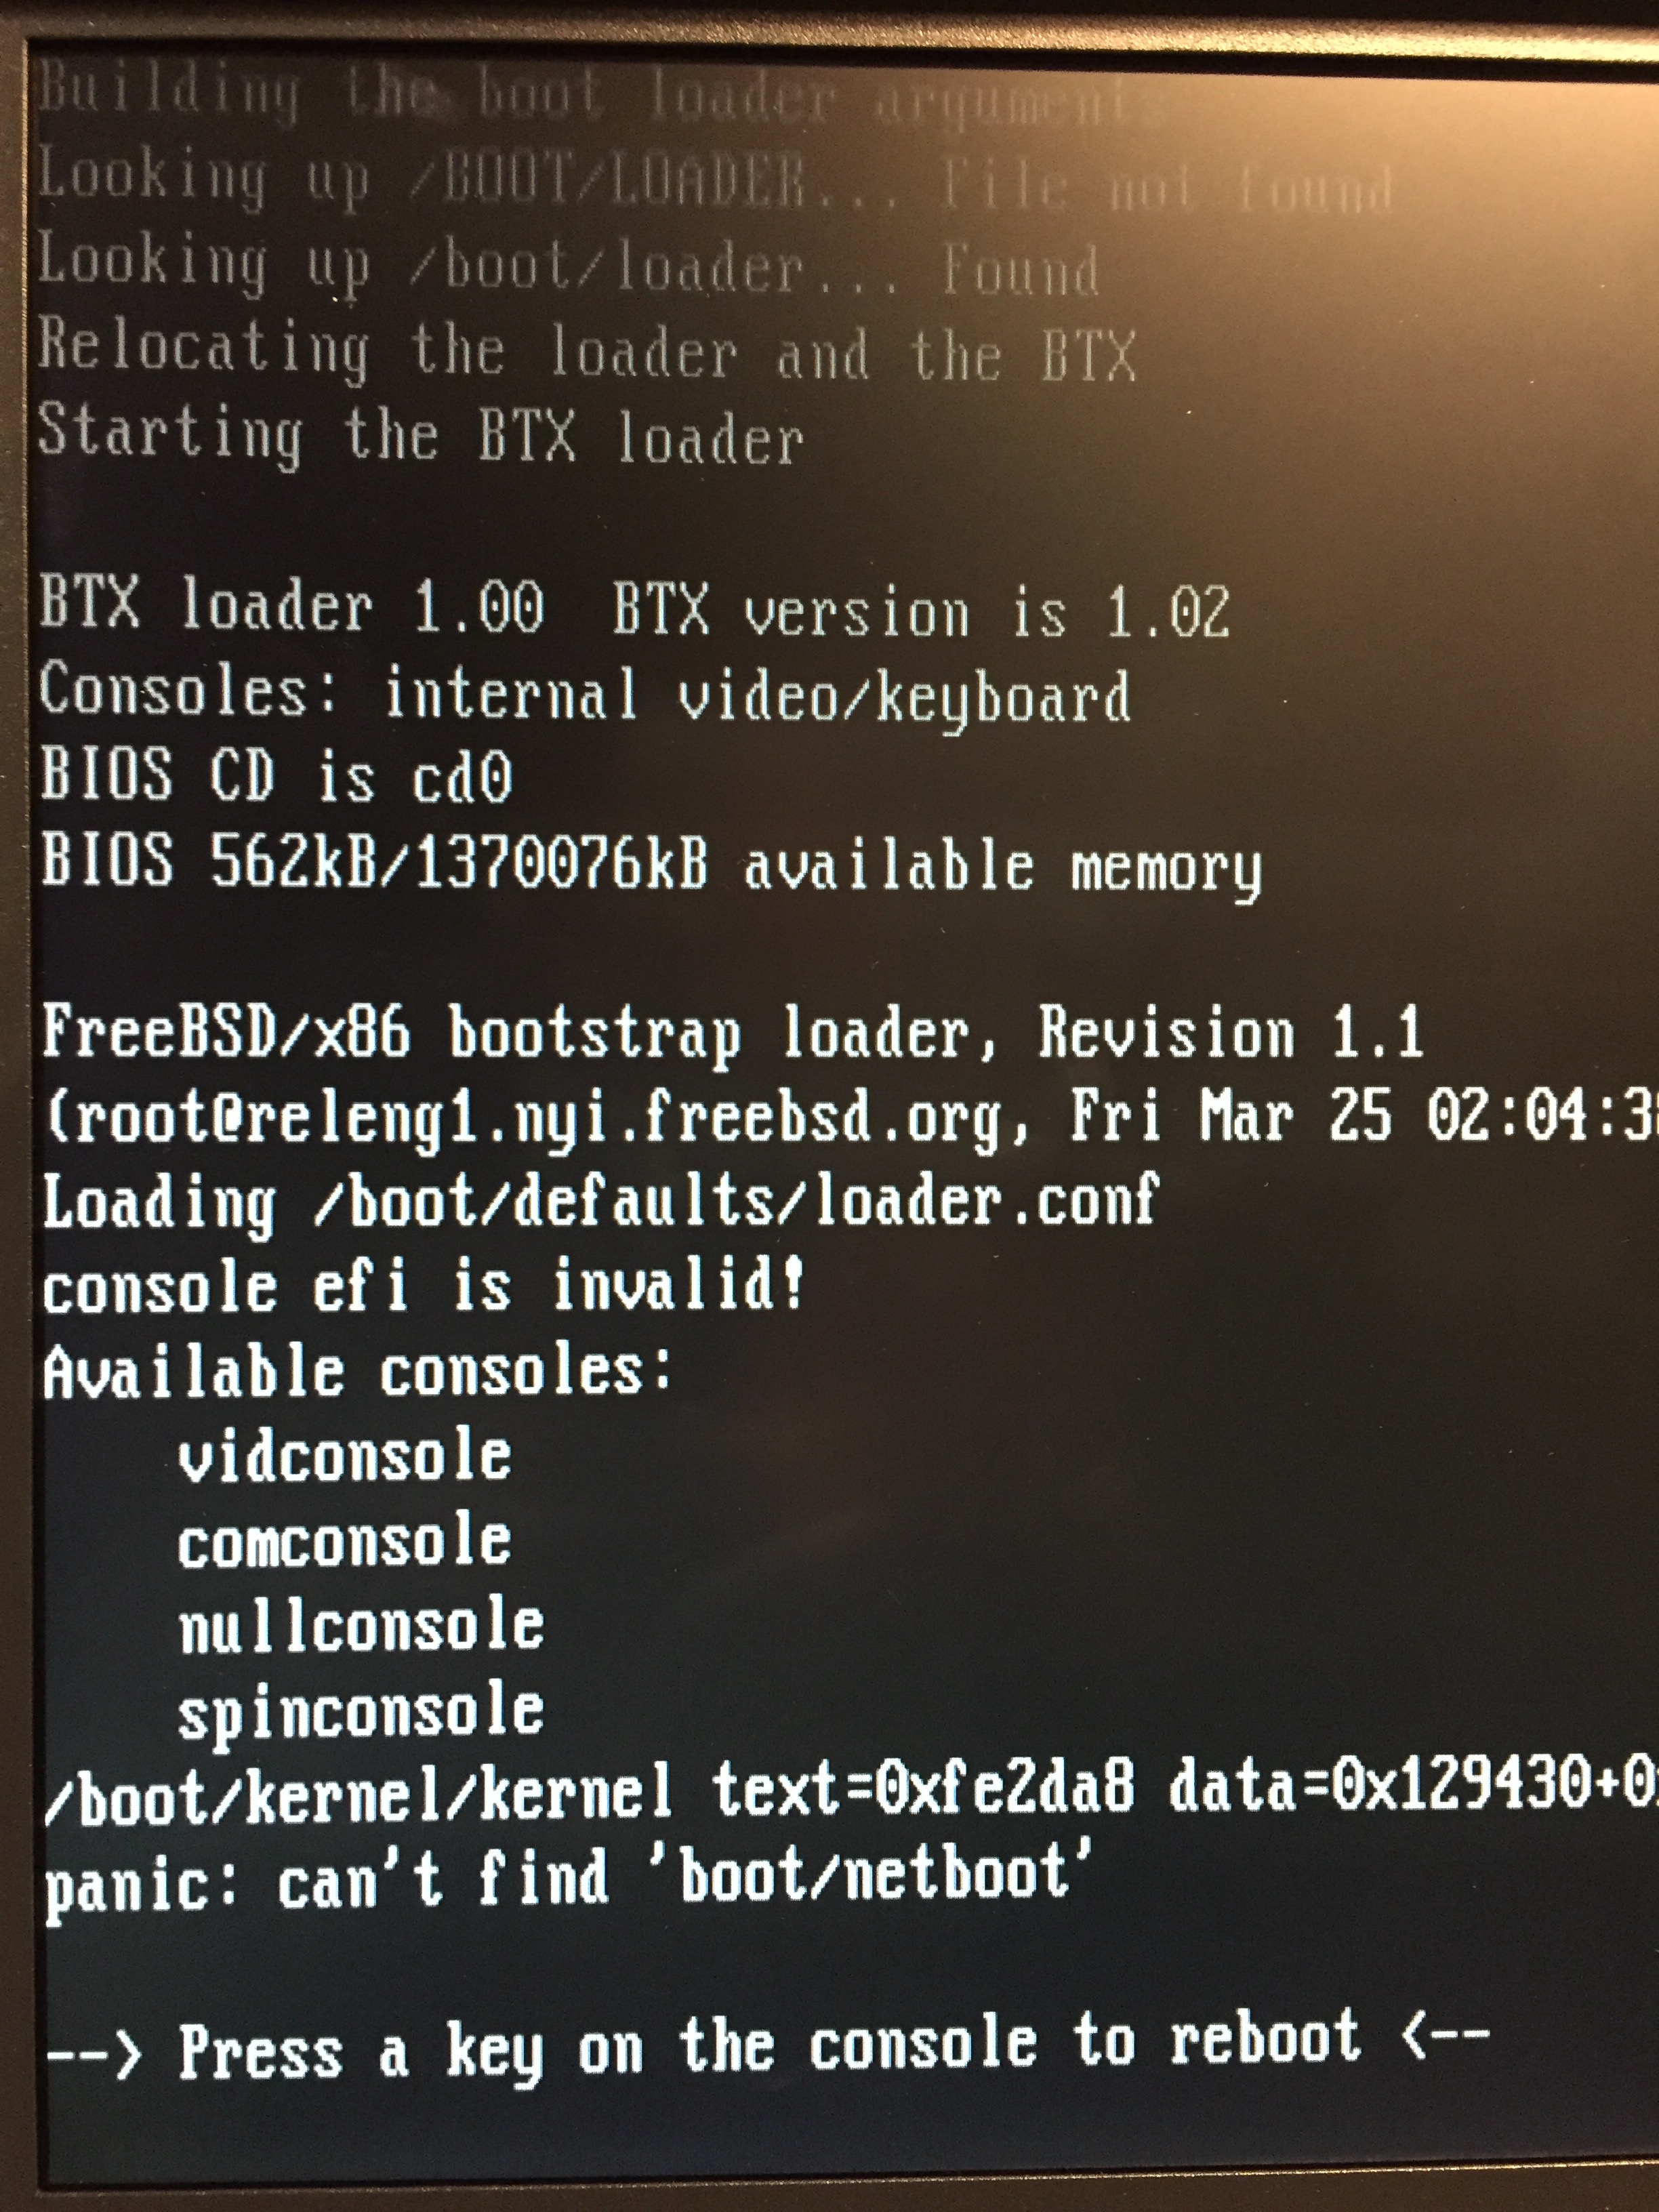 Building the boot loader arguments
Looking up /BOOT/LOADER... File not found
Looking up /boot/loader... Found
Relocating the loader and the BTX
Starting the BTX loader
BTX loader 1.00  BTX version is 1.02
Consoles: internal video/keyboard
BIOS CD is cd0
BIOS 562kB/1370076kB available memory
FreeBSD/x86 bootstrap loader, Revision 1.1
(root@releng1.nyi.freebsd.org, Fri Mar 25 02:04:3
Loading /boot/defaults/loader.conf
console efi is invalid!
Available consoles:
    vidconsole
    comconsole
    nullconsole
    spinconsole
/boot/kernel/kernel text=0xfe2da8 data=0x129430+0
panic: can't find 'boot/netboot'
--> Press a key on the console to reboot <--